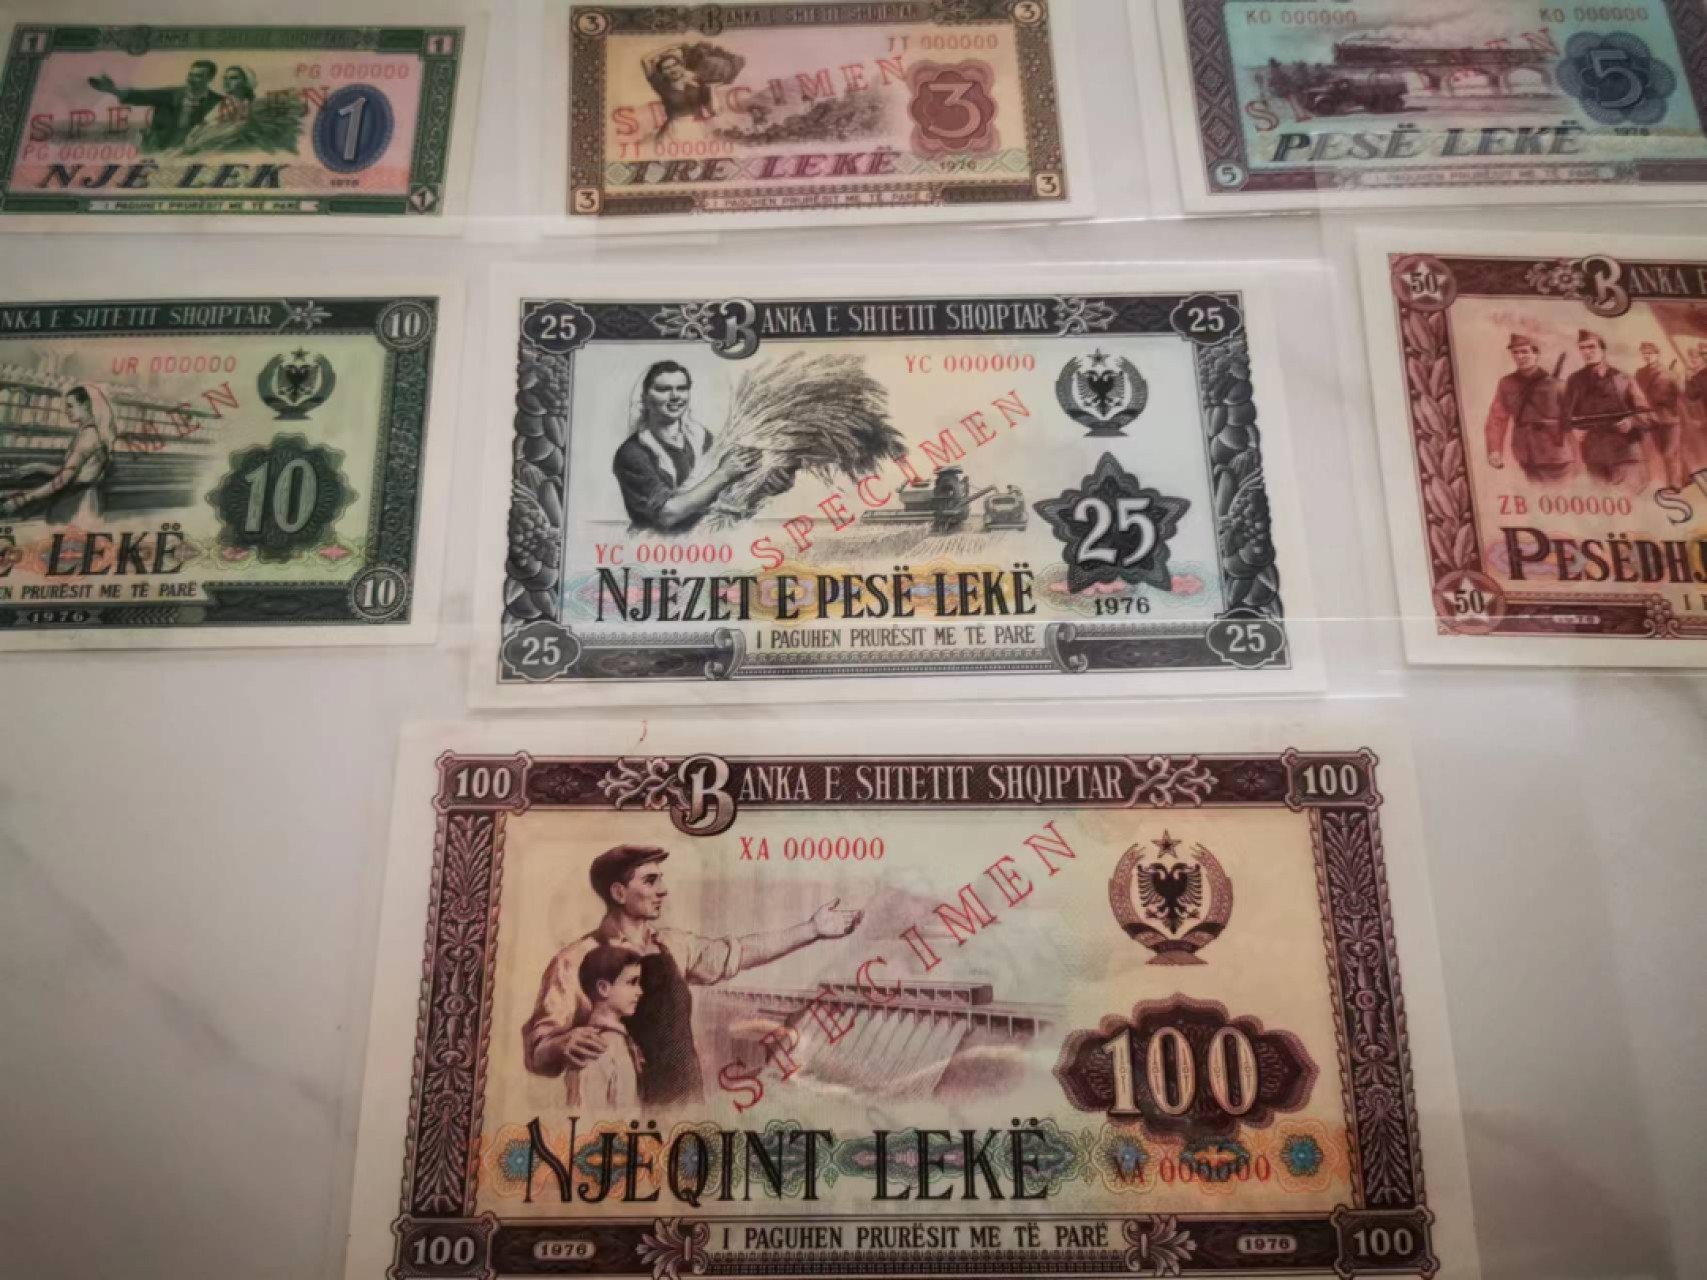 1 BANKA E SHTETIT SHQIPTAR 1
PG 000000
SPECIMEN
PG 000000
1
NJË LEK
1976
I PAGUHET PRURËSIT ME TË PARË
1
3 BANKA E SHTETIT SHQIPTAR 3
JT 000000
SPECIMEN
3
JT 000000
TRE LEKË
1976
3 I PAGUHEN PRURËSIT ME TË PARË 3
KO 000000 KO 000000
5
PESË LEKË
1976
5 I PAGUHEN PRURËSIT ME TË PARË
NKA E SHTETIT SHQIPTAR 10
UR 000000
MEN
10
Ë LEKË
EN PRURËSIT ME TË PARË 10
1976
25 BANKA E SHTETIT SHQIPTAR 25
YC 000000
SPECIMEN
25
YC 000000
NJËZET E PESË LEKË
1976
25 I PAGUHEN PRURËSIT ME TË PARË 25
50 BANKA E
ZB 000000
S
PESËDHJ
50
1976
100 BANKA E SHTETIT SHQIPTAR 100
XA 000000
SPECIMEN
100
NJËQINT LEKË
XA 000000
100 1976 I PAGUHEN PRURËSIT ME TË PARË 1976 100